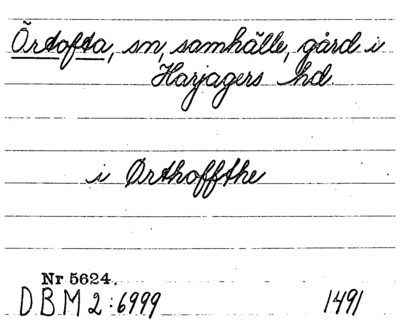 Örtofta, sn, samhälle, gård i
Harjagers hd.
i Ørthoffthe
Nr 5624.
DBM 2:6999 1491